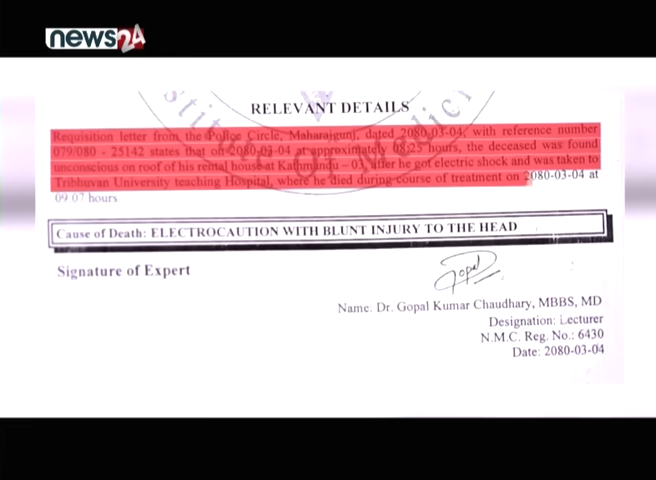 news24
RELEVANT DETAILS
Requisition letter from the Police Circle, Maharajgunj, dated 2080-03-04, with reference number
079/080 - 25142 states that on 2080-03-04 at approximately 08:25 hours, the deceased was found
unconscious on roof of his rental house at Kathmandu – 03, after he got electric shock and was taken to
Tribhuvan University teaching Hospital, where he died during course of treatment on 2080-03-04 at
09 07 hours
Cause of Death: ELECTROCAUTION WITH BLUNT INJURY TO THE HEAD
Signature of Expert
Gopal
Name. Dr. Gopal Kumar Chaudhary, MBBS, MD
Designation: Lecturer
N.M.C. Reg. No.: 6430
Date: 2080-03-04